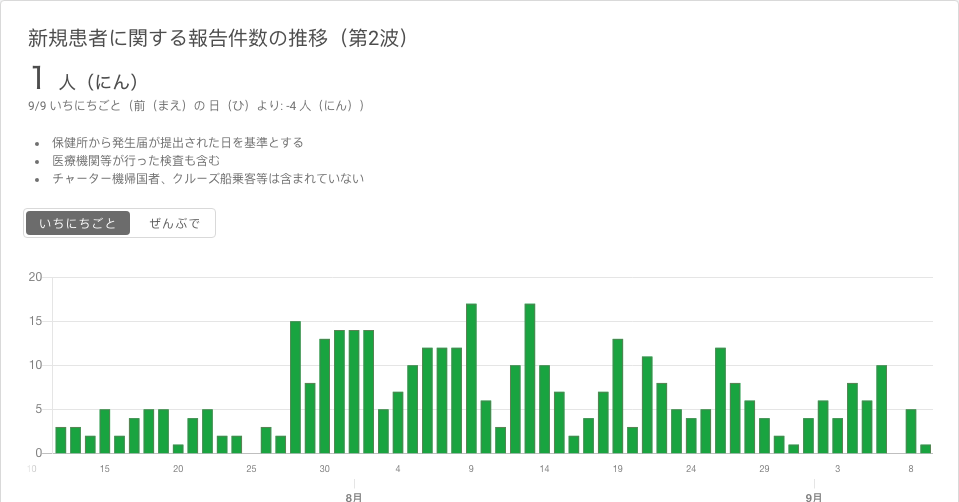 新規患者に関する報告件数の推移（第2波）
1 人（にん）
9/9 いちにちごと（前（まえ）の 日（ひ）より: -4 人（にん））
• 保健所から発生届が提出された日を基準とする
• 医療機関等が行った検査も含む
• チャーター機帰国者、クルーズ船乗客等は含まれていない
いちにちごと ぜんぶで
20
15
10
5
0
10 15 20 25 30 4 9 14 19 24 29 3 8
8月 9月